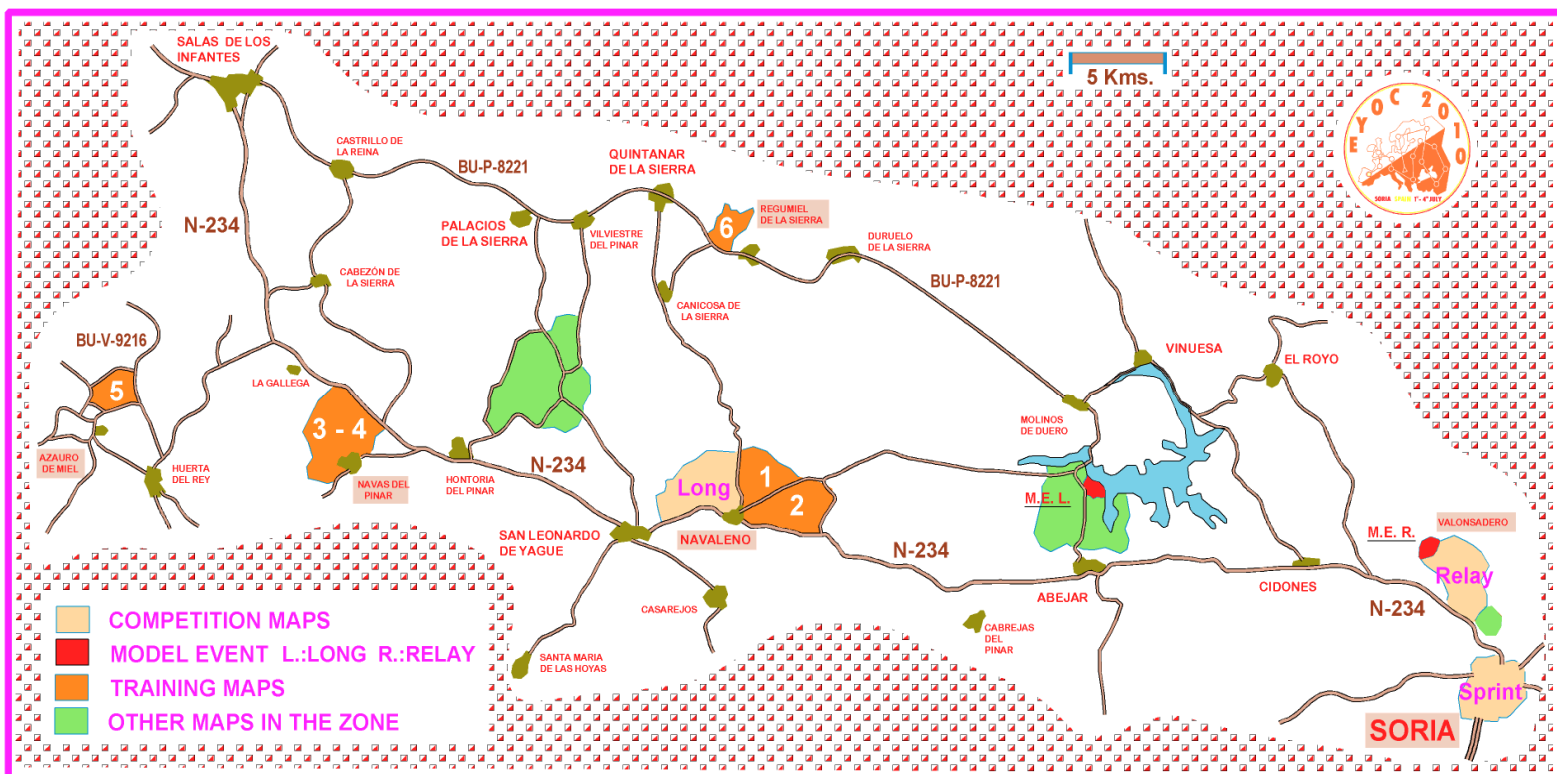 SALAS DE LOS
INFANTES
5 Kms.
EYOC 2010
SORIA SPAIN 1st - 4th JULY
CASTRILLO DE
LA REINA
BU-P-8221
QUINTANAR
DE LA SIERRA
N-234
PALACIOS
DE LA SIERRA
VILVIESTRE
DEL PINAR
6
REGUMIEL
DE LA SIERRA
DURUELO
DE LA SIERRA
BU-P-8221
CABEZÓN DE
LA SIERRA
CANICOSA DE
LA SIERRA
BU-V-9216
VINUESA
EL ROYO
LA GALLEGA
5
3 - 4
MOLINOS
DE DUERO
AZAURO
DE MIEL
HUERTA
DEL REY
NAVAS DEL
PINAR
HONTORIA
DEL PINAR
N-234
Long
1
2
M.E. L.
SAN LEONARDO
DE YAGUE
NAVALENO
N-234
M.E. R.
VALONSADERO
Relay
ABEJAR
CIDONES
N-234
CASAREJOS
CABREJAS
DEL
PINAR
SANTA MARIA
DE LAS HOYAS
COMPETITION MAPS
MODEL EVENT L.:LONG R.:RELAY
TRAINING MAPS
OTHER MAPS IN THE ZONE
Sprint
SORIA